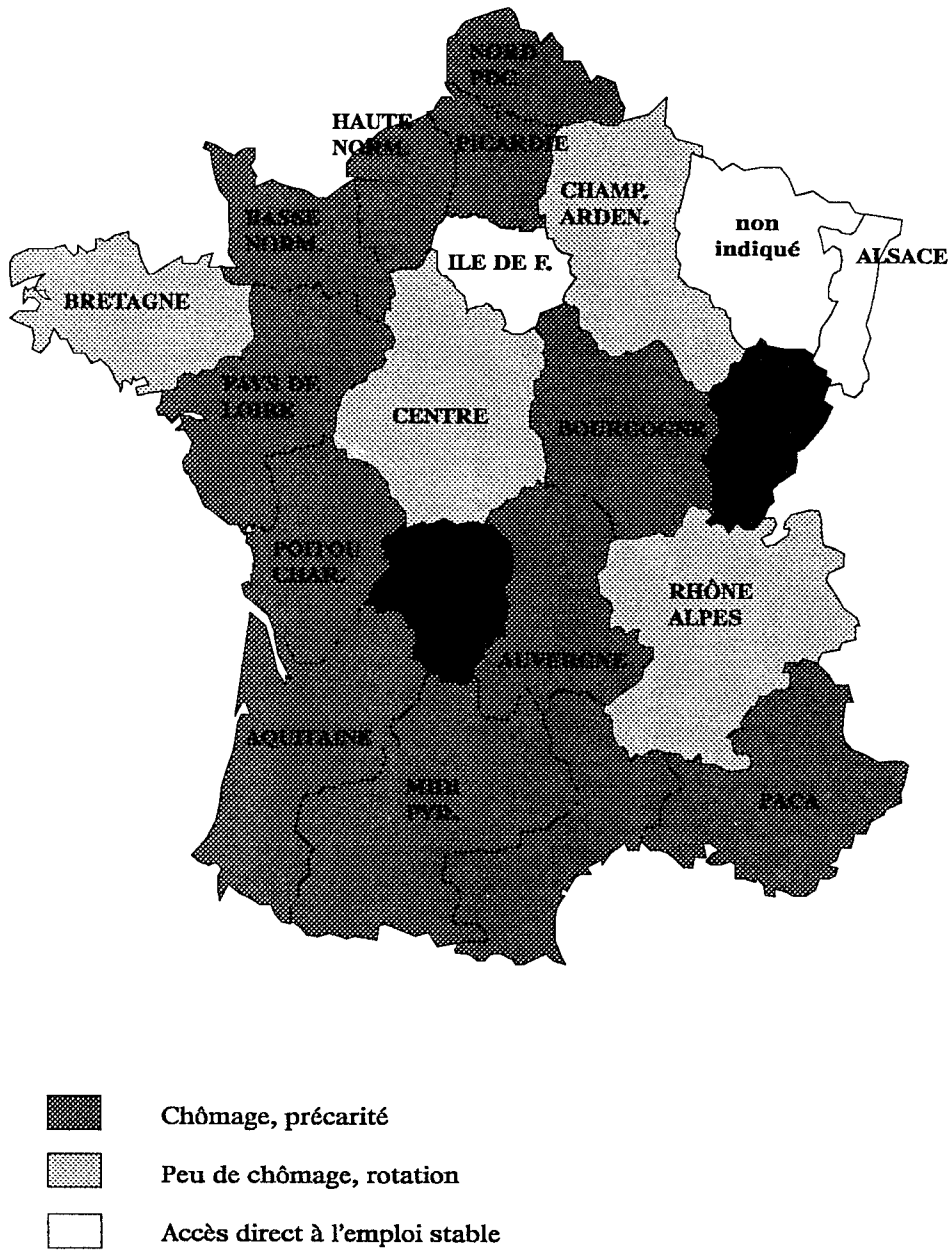 NORD
PDC.
HAUTE
NORM.
PICARDIE
CHAMP.
ARDEN.
BASSE
NORM.
non
indiqué
ILE DE F.
ALSACE
BRETAGNE
PAYS DE
LOIRE
CENTRE
BOURGOGNE
POITOU
CHAR.
RHÔNE
ALPES
AUVERGNE
AQUITAINE
MIDI
PYR.
PACA
Chômage, précarité
Peu de chômage, rotation
Accès direct à l'emploi stable